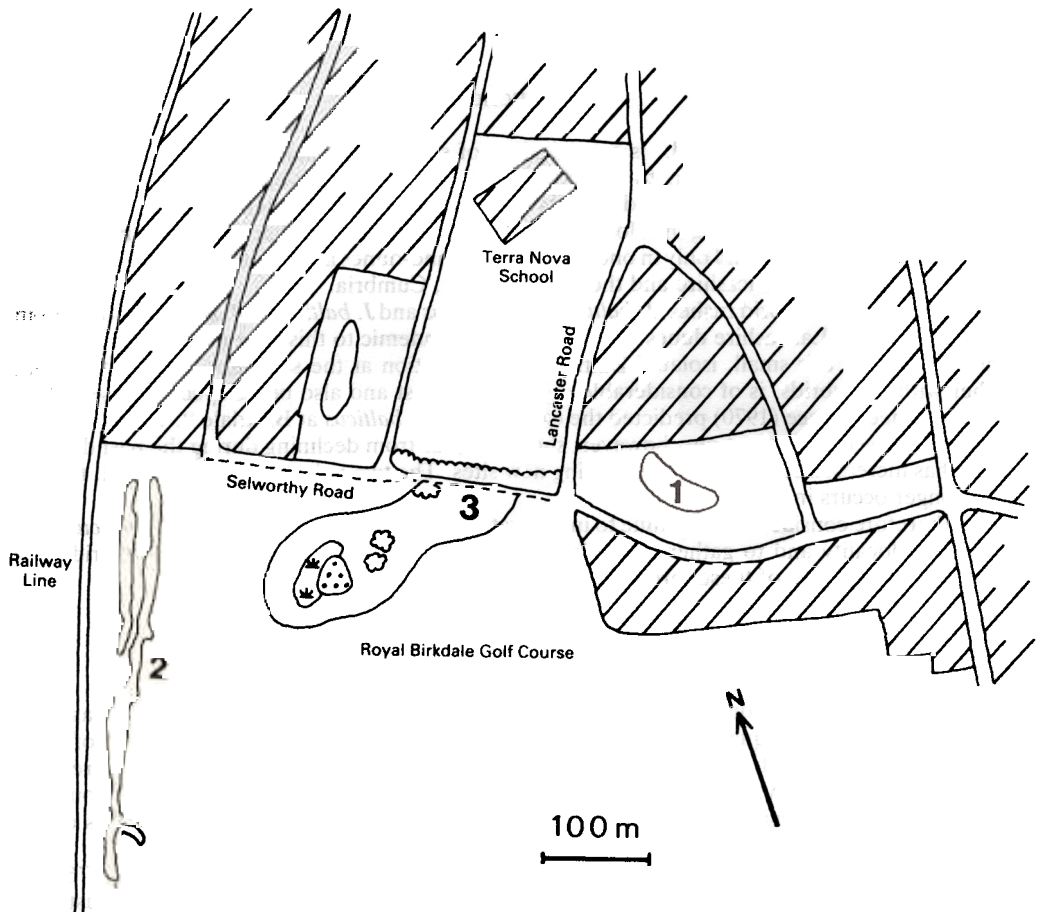 Terra Nova
School
Lancaster Road
Selworthy Road
1
3
Railway
Line
2
Royal Birkdale Golf Course
N
100 m